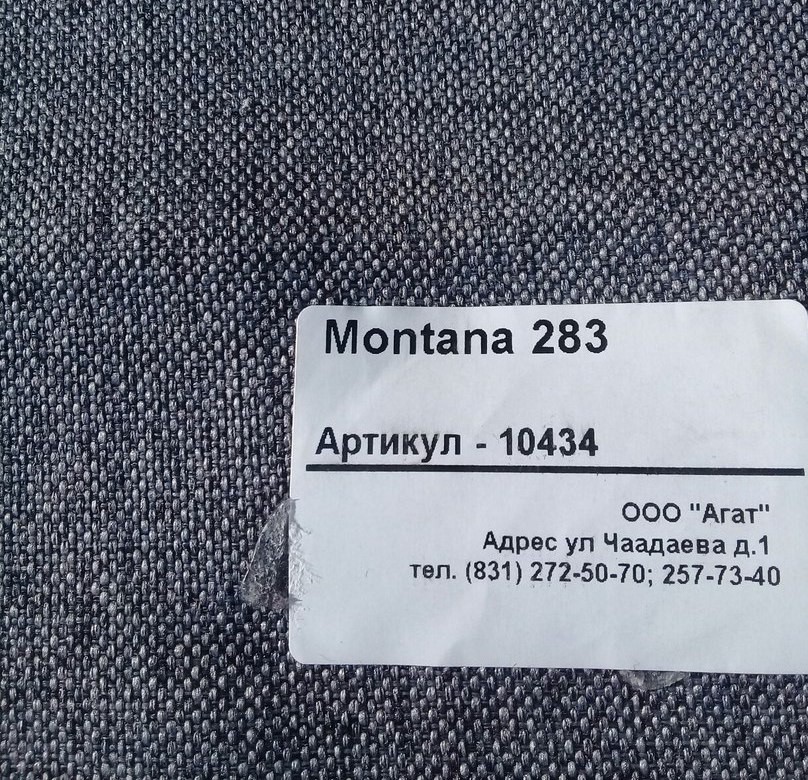 Montana 283
Артикул - 10434
ООО "Агат"
Адрес ул Чаадаева д.1
тел. (831) 272-50-70; 257-73-40